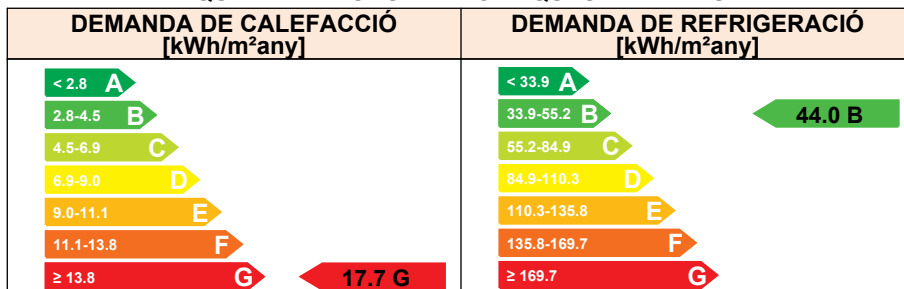 DEMANDA DE CALEFACCIÓ
[kWh/m²any]
< 2.8 A
2.8-4.5 B
4.5-6.9 C
6.9-9.0 D
9.0-11.1 E
11.1-13.8 F
≥ 13.8 G
17.7 G
DEMANDA DE REFRIGERACIÓ
[kWh/m²any]
< 33.9 A
33.9-55.2 B
44.0 B
55.2-84.9 C
84.9-110.3 D
110.3-135.8 E
135.8-169.7 F
≥ 169.7 G